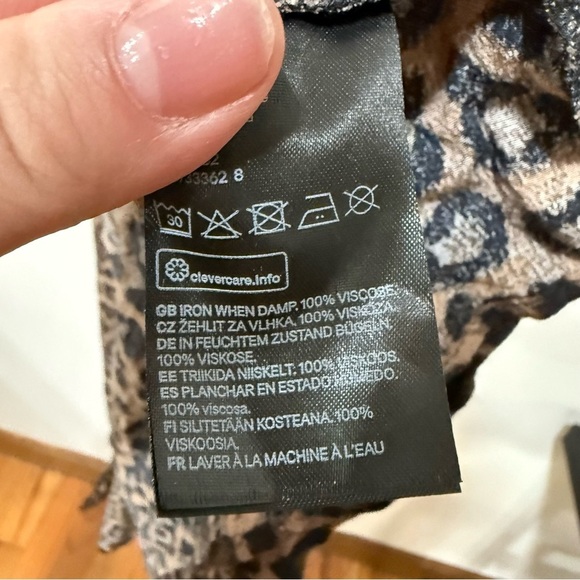 33362 8
30
clevercare.info
GB IRON WHEN DAMP. 100% VISCOSE.
CZ ŽEHLIT ZA VLHKA. 100% VISKÓZA.
DE IN FEUCHTEM ZUSTAND BÜGELN.
100% VISKOSE.
EE TRIIKIDA NIISKELT. 100% VISKOOS.
ES PLANCHAR EN ESTADO HÚMEDO.
100% viscosa.
FI SILITETÄÄN KOSTEANA. 100%
VISKOOSIA.
FR LAVER À LA MACHINE À L'EAU